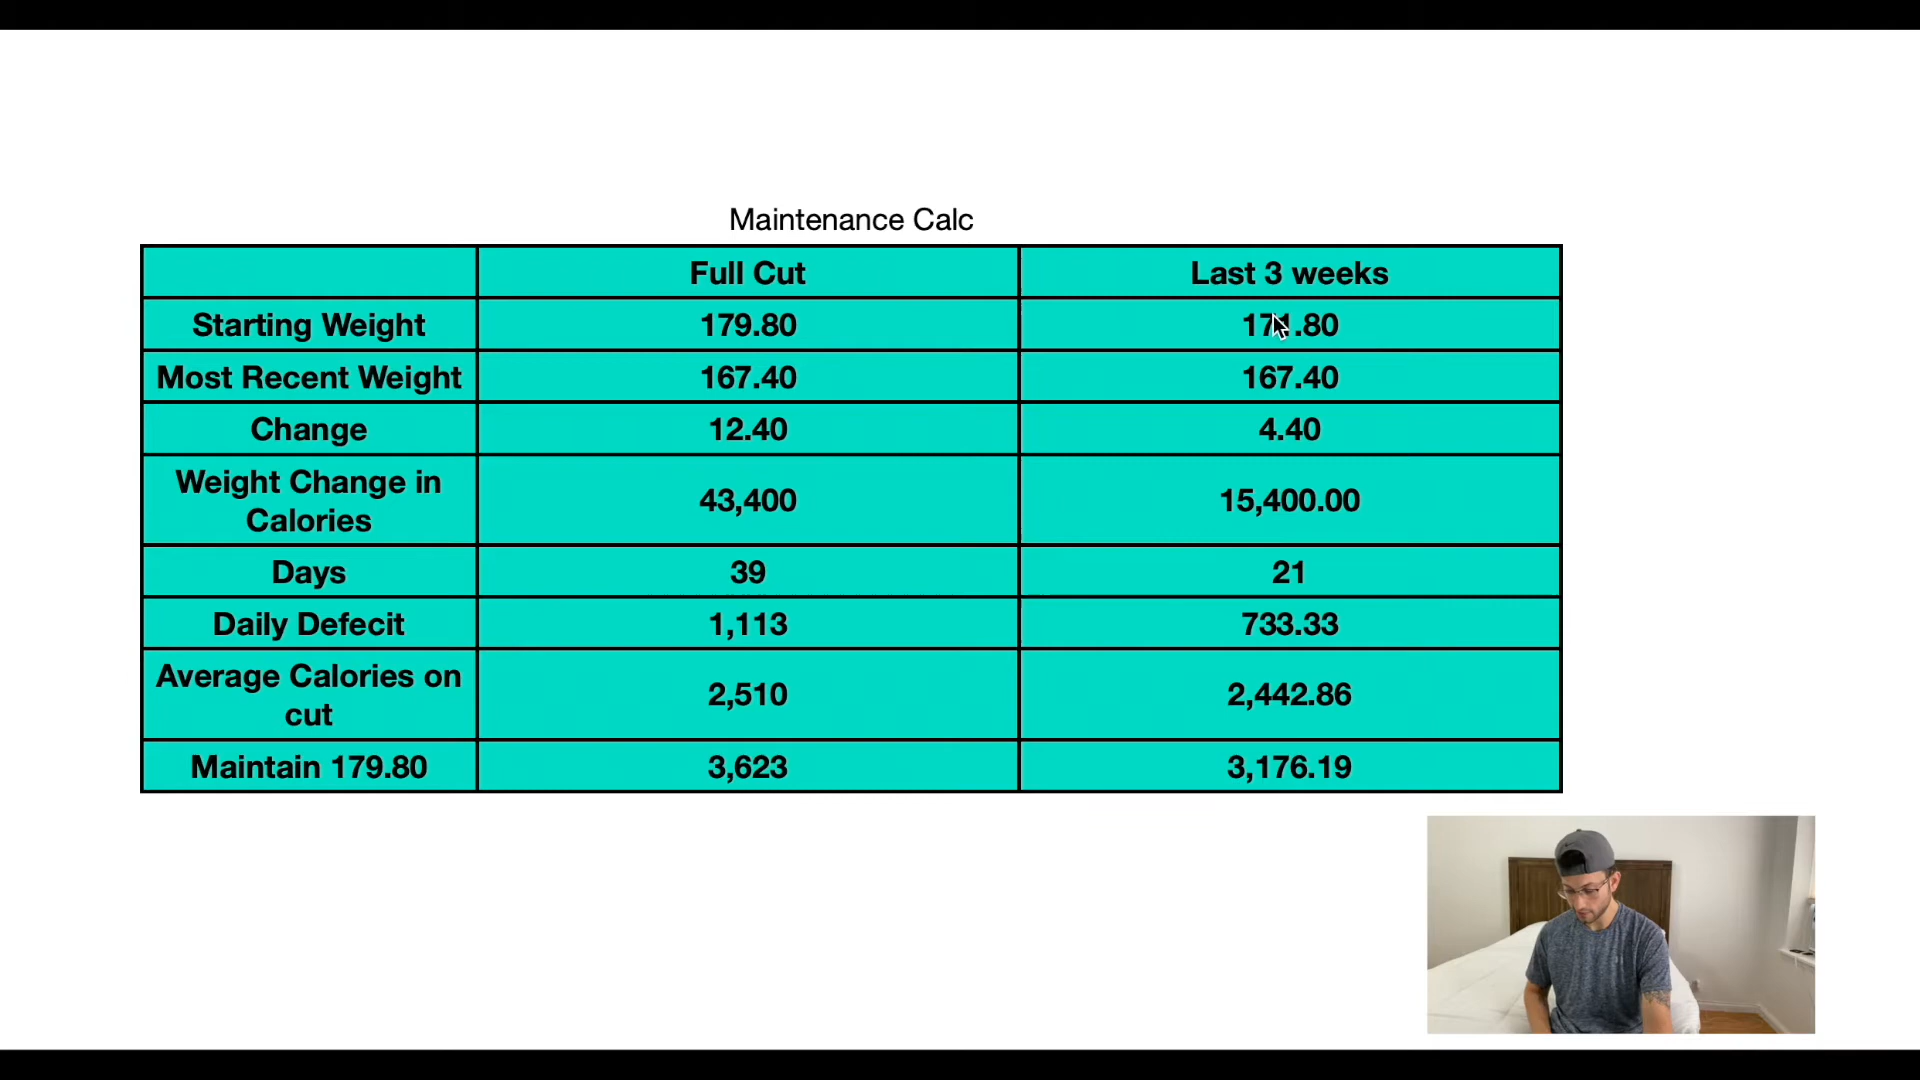 Maintenance Calc
Full Cut Last 3 weeks
Starting Weight 179.80 171.80
Most Recent Weight 167.40 167.40
Change 12.40 4.40
Weight Change in
Calories 43,400 15,400.00
Days 39 21
Daily Defecit 1,113 733.33
Average Calories on
cut 2,510 2,442.86
Maintain 179.80 3,623 3,176.19